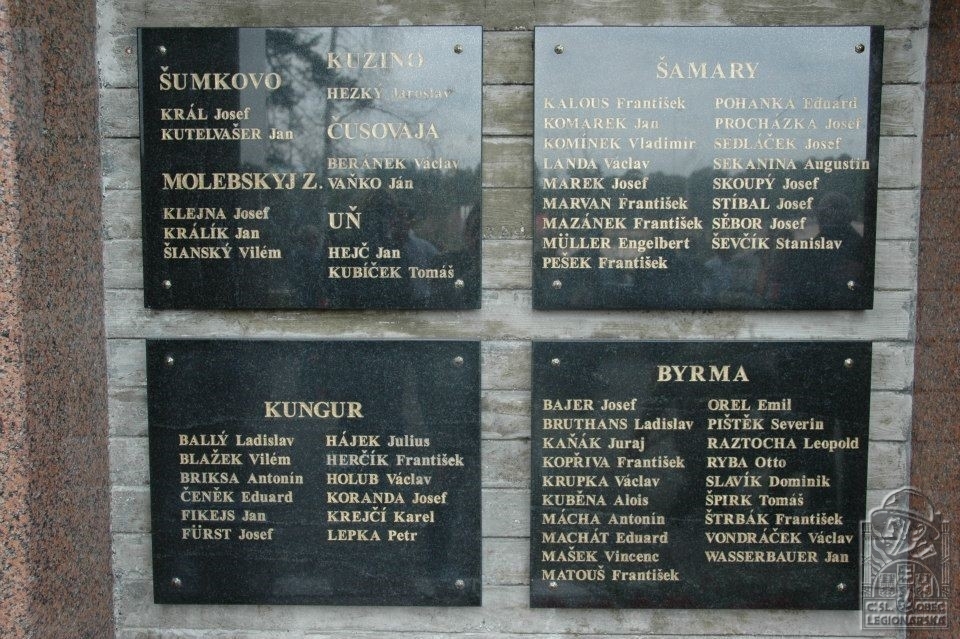 ŠUMKOVO
KRÁL Josef
KUTELVAŠER Jan
MOLEBSKYJ Z.
KLEJNA Josef
KRÁLÍK Jan
ŠIANSKÝ Vilém
KUZINO
HEZKÝ Jaroslav
ČUSOVAJA
BERÁNEK Václav
VAŇKO Ján
UŇ
HEJČ Jan
KUBÍČEK Tomáš
ŠAMARY
KALOUS František
KOMAREK Jan
KOMÍNEK Vladimir
LANDA Václav
MAREK Josef
MARVAN František
MAZÁNEK František
MÜLLER Engelbert
PEŠEK František
POHANKA Eduard
PROCHÁZKA Josef
SEDLÁČEK Josef
SEKANINA Augustin
SKOUPÝ Josef
STÍBAL Josef
SĚBOR Josef
ŠEVČÍK Stanislav
KUNGUR
BALLÝ Ladislav
BLAŽEK Vilém
BRIKSA Antonín
ČENĚK Eduard
FIKEJS Jan
FÜRST Josef
HÁJEK Julius
HERČÍK František
HOLUB Václav
KORANDA Josef
KREJČÍ Karel
LEPKA Petr
BYRMA
BAJER Josef
BRUTHANS Ladislav
KAŇÁK Juraj
KOPŘIVA František
KRUPKA Václav
KUBĚNA Alois
MÁCHA Antonín
MACHÁT Eduard
MAŠEK Vincenc
MATOUŠ František
OREL Emil
PIŠTĚK Severin
RAZTOCHA Leopold
RYBA Otto
SLAVÍK Dominik
ŠPIRK Tomáš
ŠTRBÁK František
VONDRÁČEK Václav
WASSERBAUER Jan
ČSL. OBEC
LEGIONÁŘSKÁ